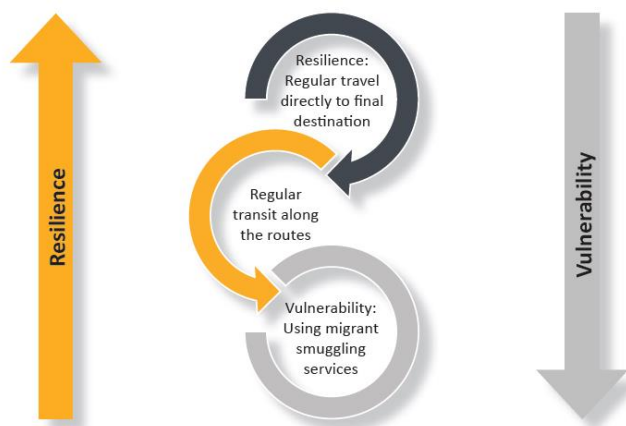 Resilience
Resilience:
Regular travel
directly to final
destination
Regular
transit along
the routes
Vulnerability:
Using migrant
smuggling
services
Vulnerability